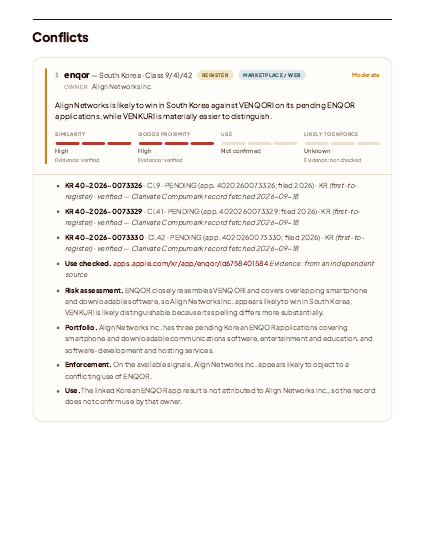 Conflicts
1 enqor — South Korea · Class 9/41/42 REGISTER MARKETPLACE / WEB Moderate
OWNER Align Networks Inc.
Align Networks is likely to win in South Korea against VENQORI on its pending ENQOR
applications, while VENKURI is materially easier to distinguish.
SIMILARITY GOODS PROXIMITY USE LIKELY TO ENFORCE
High High Not confirmed Unknown
Evidence: verified Evidence: verified Evidence: not checked
• KR 40-2026-0073326 · CL9 · PENDING (app. 4020260073326; filed 2026) · KR (first-to-
register) · verified — Clarivate Compumark record fetched 2026-09-18
• KR 40-2026-0073329 · CL41 · PENDING (app. 4020260073329; filed 2026) · KR (first-to-
register) · verified — Clarivate Compumark record fetched 2026-09-18
• KR 40-2026-0073330 · CL42 · PENDING (app. 4020260073330; filed 2026) · KR (first-to-
register) · verified — Clarivate Compumark record fetched 2026-09-18
• Use checked. apps.apple.com/kr/app/enqor/id6758401584 Evidence: from an independent
source
• Risk assessment. ENQOR closely resembles VENQORI and covers overlapping smartphone
and downloadable software, so Align Networks Inc. appears likely to win in South Korea;
VENKURI is likely distinguishable because its spelling differs more substantially.
• Portfolio. Align Networks Inc. has three pending Korean ENQOR applications covering
smartphone and downloadable communications software, entertainment and education, and
software-development and hosting services.
• Enforcement. On the available signals, Align Networks Inc. appears likely to object to a
conflicting use of ENQOR.
• Use. The linked Korean ENQOR app result is not attributed to Align Networks Inc., so the record
does not confirm use by that owner.